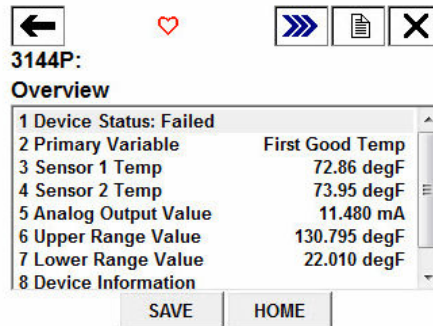 3144P:
Overview
1 Device Status: Failed
2 Primary Variable First Good Temp
3 Sensor 1 Temp 72.86 degF
4 Sensor 2 Temp 73.95 degF
5 Analog Output Value 11.480 mA
6 Upper Range Value 130.795 degF
7 Lower Range Value 22.010 degF
8 Device Information
SAVE HOME